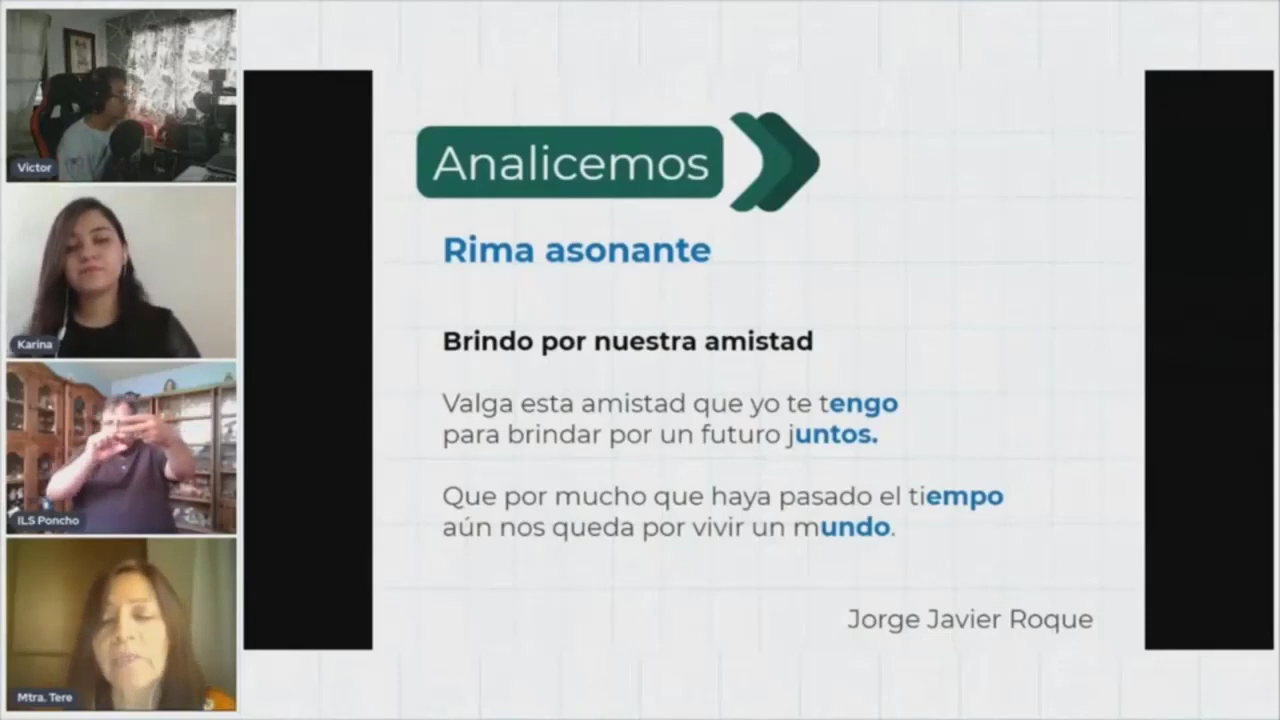 Victor
Karina
ILS Poncho
Mtra. Tere
Analicemos
Rima asonante
Brindo por nuestra amistad
Valga esta amistad que yo te tengo
para brindar por un futuro juntos.
Que por mucho que haya pasado el tiempo
aún nos queda por vivir un mundo.
Jorge Javier Roque